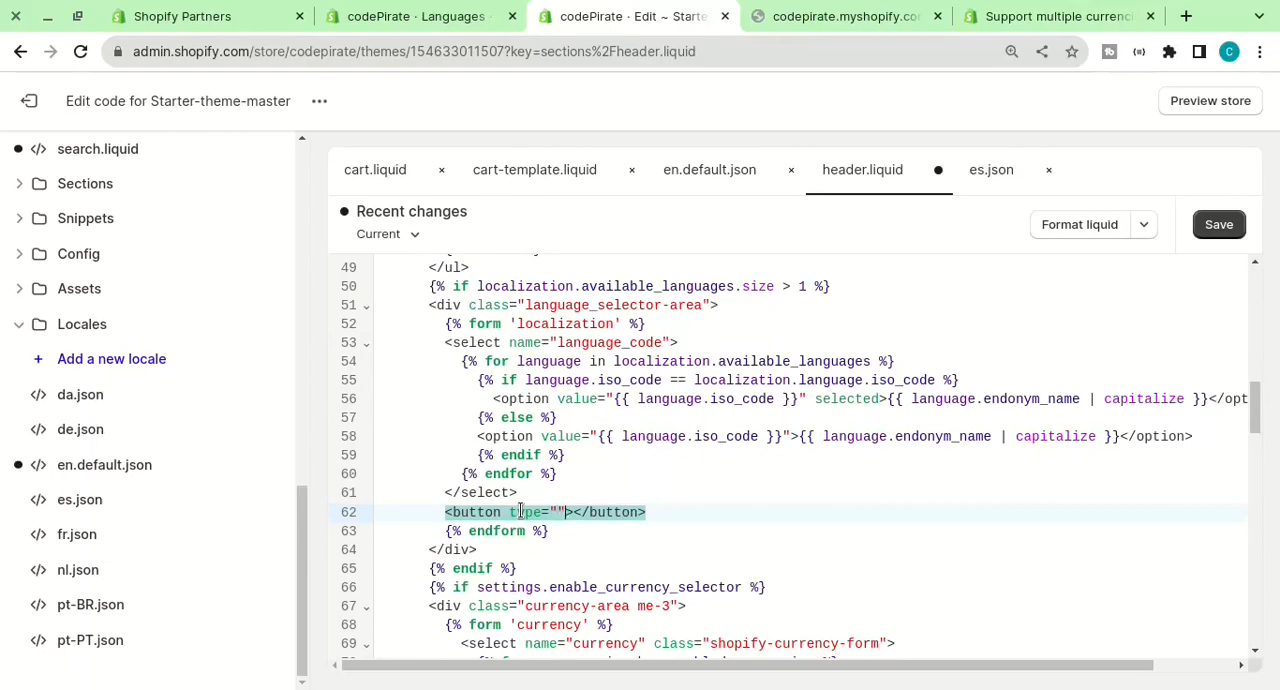 Shopify Partners
codePirate · Languages ·
codePirate · Edit ~ Starte
codepirate.myshopify.co
Support multiple currenc
admin.shopify.com/store/codepirate/themes/154633011507?key=sections%2Fheader.liquid
C
Edit code for Starter-theme-master
Preview store
search.liquid
Sections
Snippets
Config
Assets
Locales
Add a new locale
da.json
de.json
en.default.json
es.json
fr.json
nl.json
pt-BR.json
pt-PT.json
cart.liquid
cart-template.liquid
en.default.json
header.liquid
es.json
Recent changes
Current
Format liquid
Save
49 </ul>
50 {% if localization.available_languages.size > 1 %}
51 <div class="language_selector-area">
52 {% form 'localization' %}
53 <select name="language_code">
54 {% for language in localization.available_languages %}
55 {% if language.iso_code == localization.language.iso_code %}
56 <option value="{{ language.iso_code }}" selected>{{ language.endonym_name | capitalize }}</opt
57 {% else %}
58 <option value="{{ language.iso_code }}">{{ language.endonym_name | capitalize }}</option>
59 {% endif %}
60 {% endfor %}
61 </select>
62 <button type=""></button>
63 {% endform %}
64 </div>
65 {% endif %}
66 {% if settings.enable_currency_selector %}
67 <div class="currency-area me-3">
68 {% form 'currency' %}
69 <select name="currency" class="shopify-currency-form">